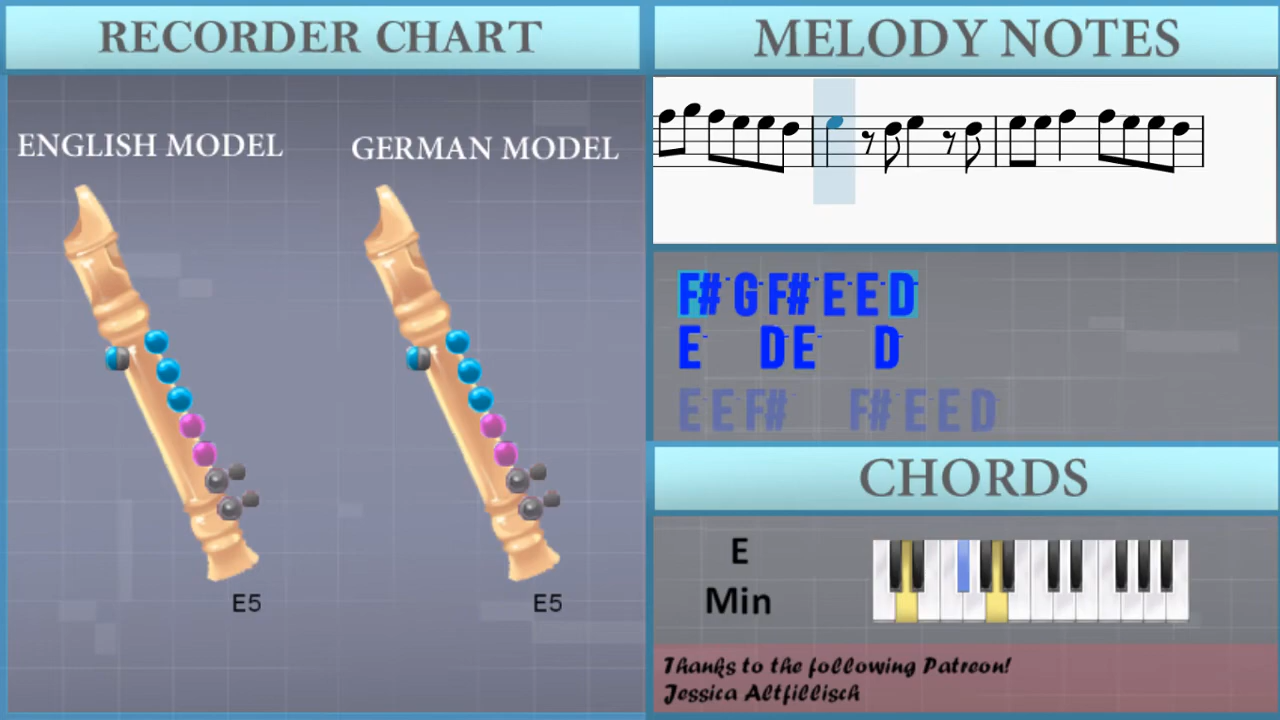 RECORDER CHART
ENGLISH MODEL
GERMAN MODEL
E5
E5
MELODY NOTES
F# G F# E E D
E D E D
E E F# F# E E D
CHORDS
E
Min
Thanks to the following Patreon!
Jessica Altfillisch